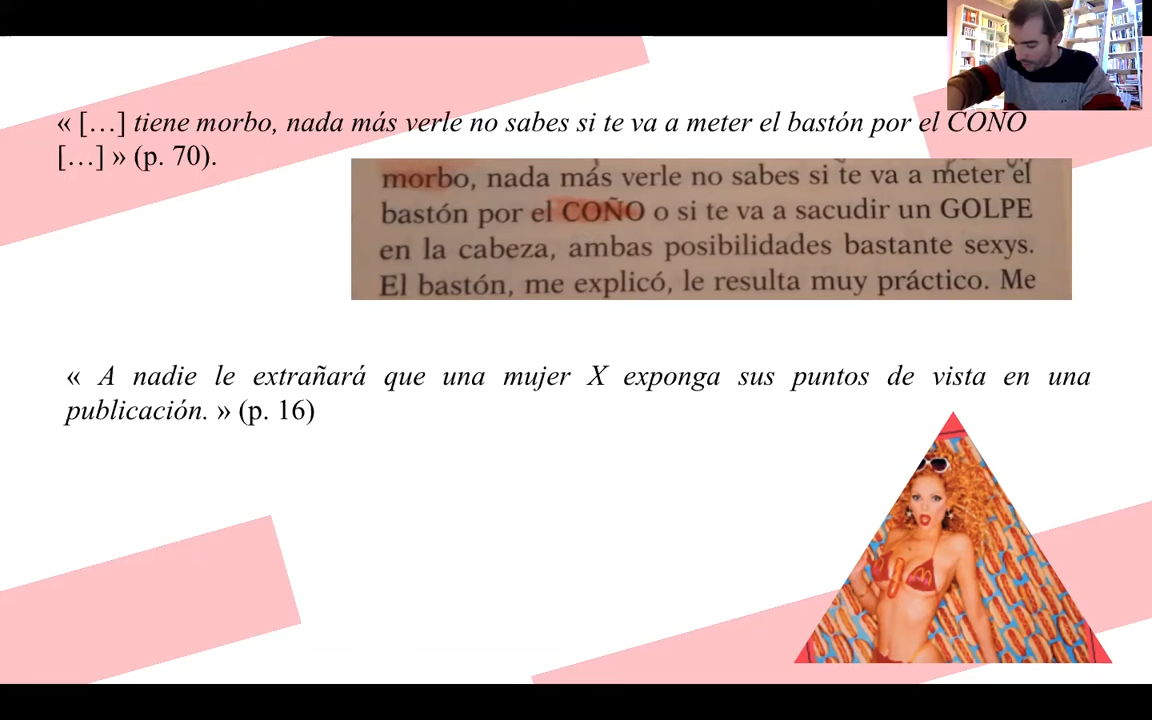 « […] tiene morbo, nada más verle no sabes si te va a meter el bastón por el COÑO
[…] » (p. 70).
morbo, nada más verle no sabes si te va a meter el
bastón por el COÑO o si te va a sacudir un GOLPE
en la cabeza, ambas posibilidades bastante sexys.
El bastón, me explicó, le resulta muy práctico. Me
« A nadie le extrañará que una mujer X exponga sus puntos de vista en una
publicación. » (p. 16)